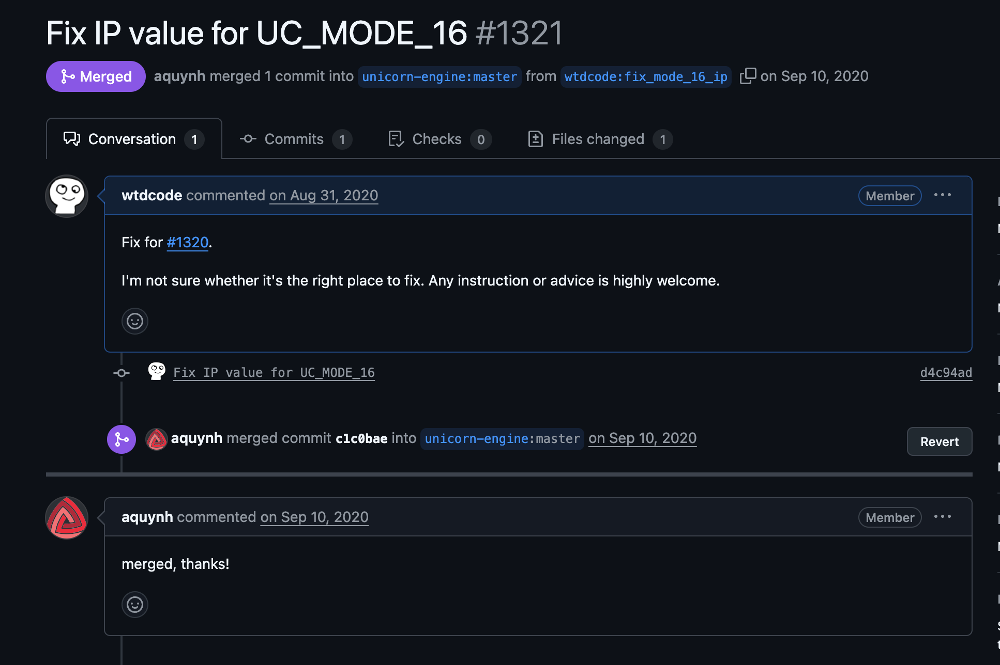 Fix IP value for UC_MODE_16 #1321
Merged aquynh merged 1 commit into unicorn-engine:master from wtdcode:fix_mode_16_ip on Sep 10, 2020
Conversation 1 Commits 1 Checks 0 Files changed 1
wtdcode commented on Aug 31, 2020 Member
Fix for #1320.
I'm not sure whether it's the right place to fix. Any instruction or advice is highly welcome.
Fix IP value for UC_MODE_16 d4c94ad
aquynh merged commit c1c0bae into unicorn-engine:master on Sep 10, 2020 Revert
aquynh commented on Sep 10, 2020 Member
merged, thanks!